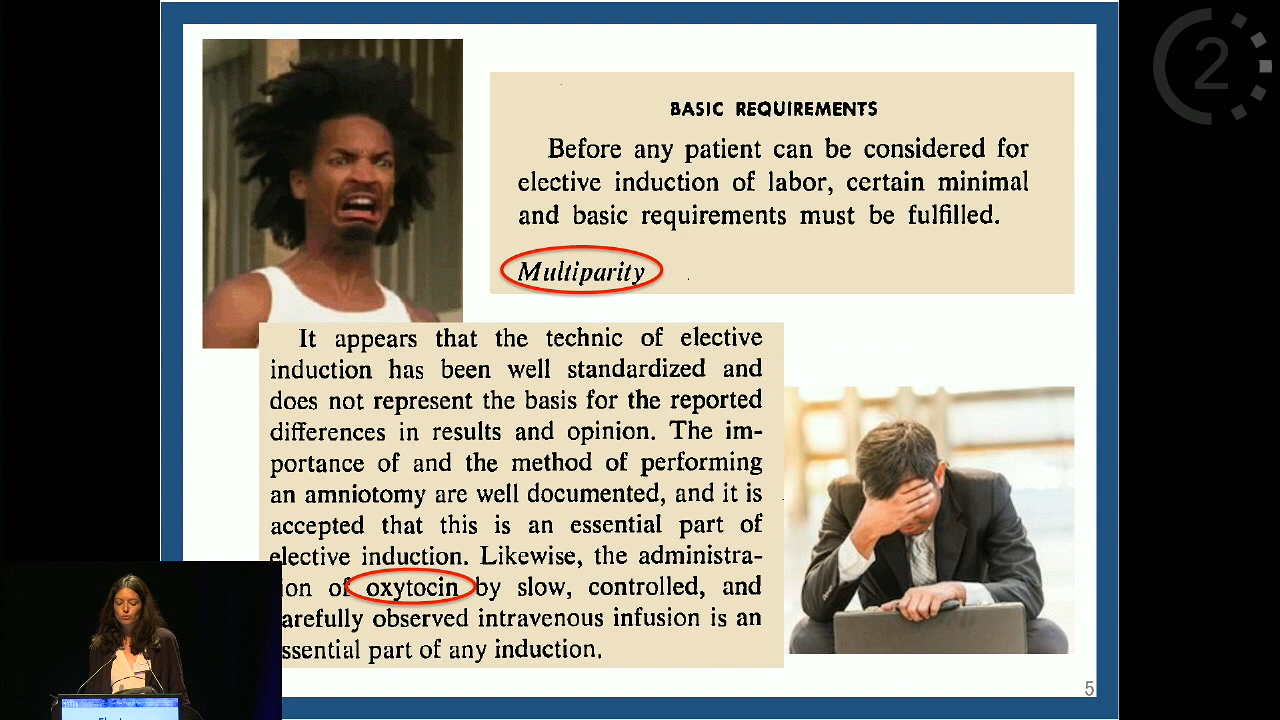 2
BASIC REQUIREMENTS
Before any patient can be considered for
elective induction of labor, certain minimal
and basic requirements must be fulfilled.
Multiparity
It appears that the technic of elective
induction has been well standardized and
does not represent the basis for the reported
differences in results and opinion. The im-
portance of and the method of performing
an amniotomy are well documented, and it is
accepted that this is an essential part of
elective induction. Likewise, the administra-
ion of oxytocin by slow, controlled, and
arefully observed intravenous infusion is an
ssential part of any induction.
5